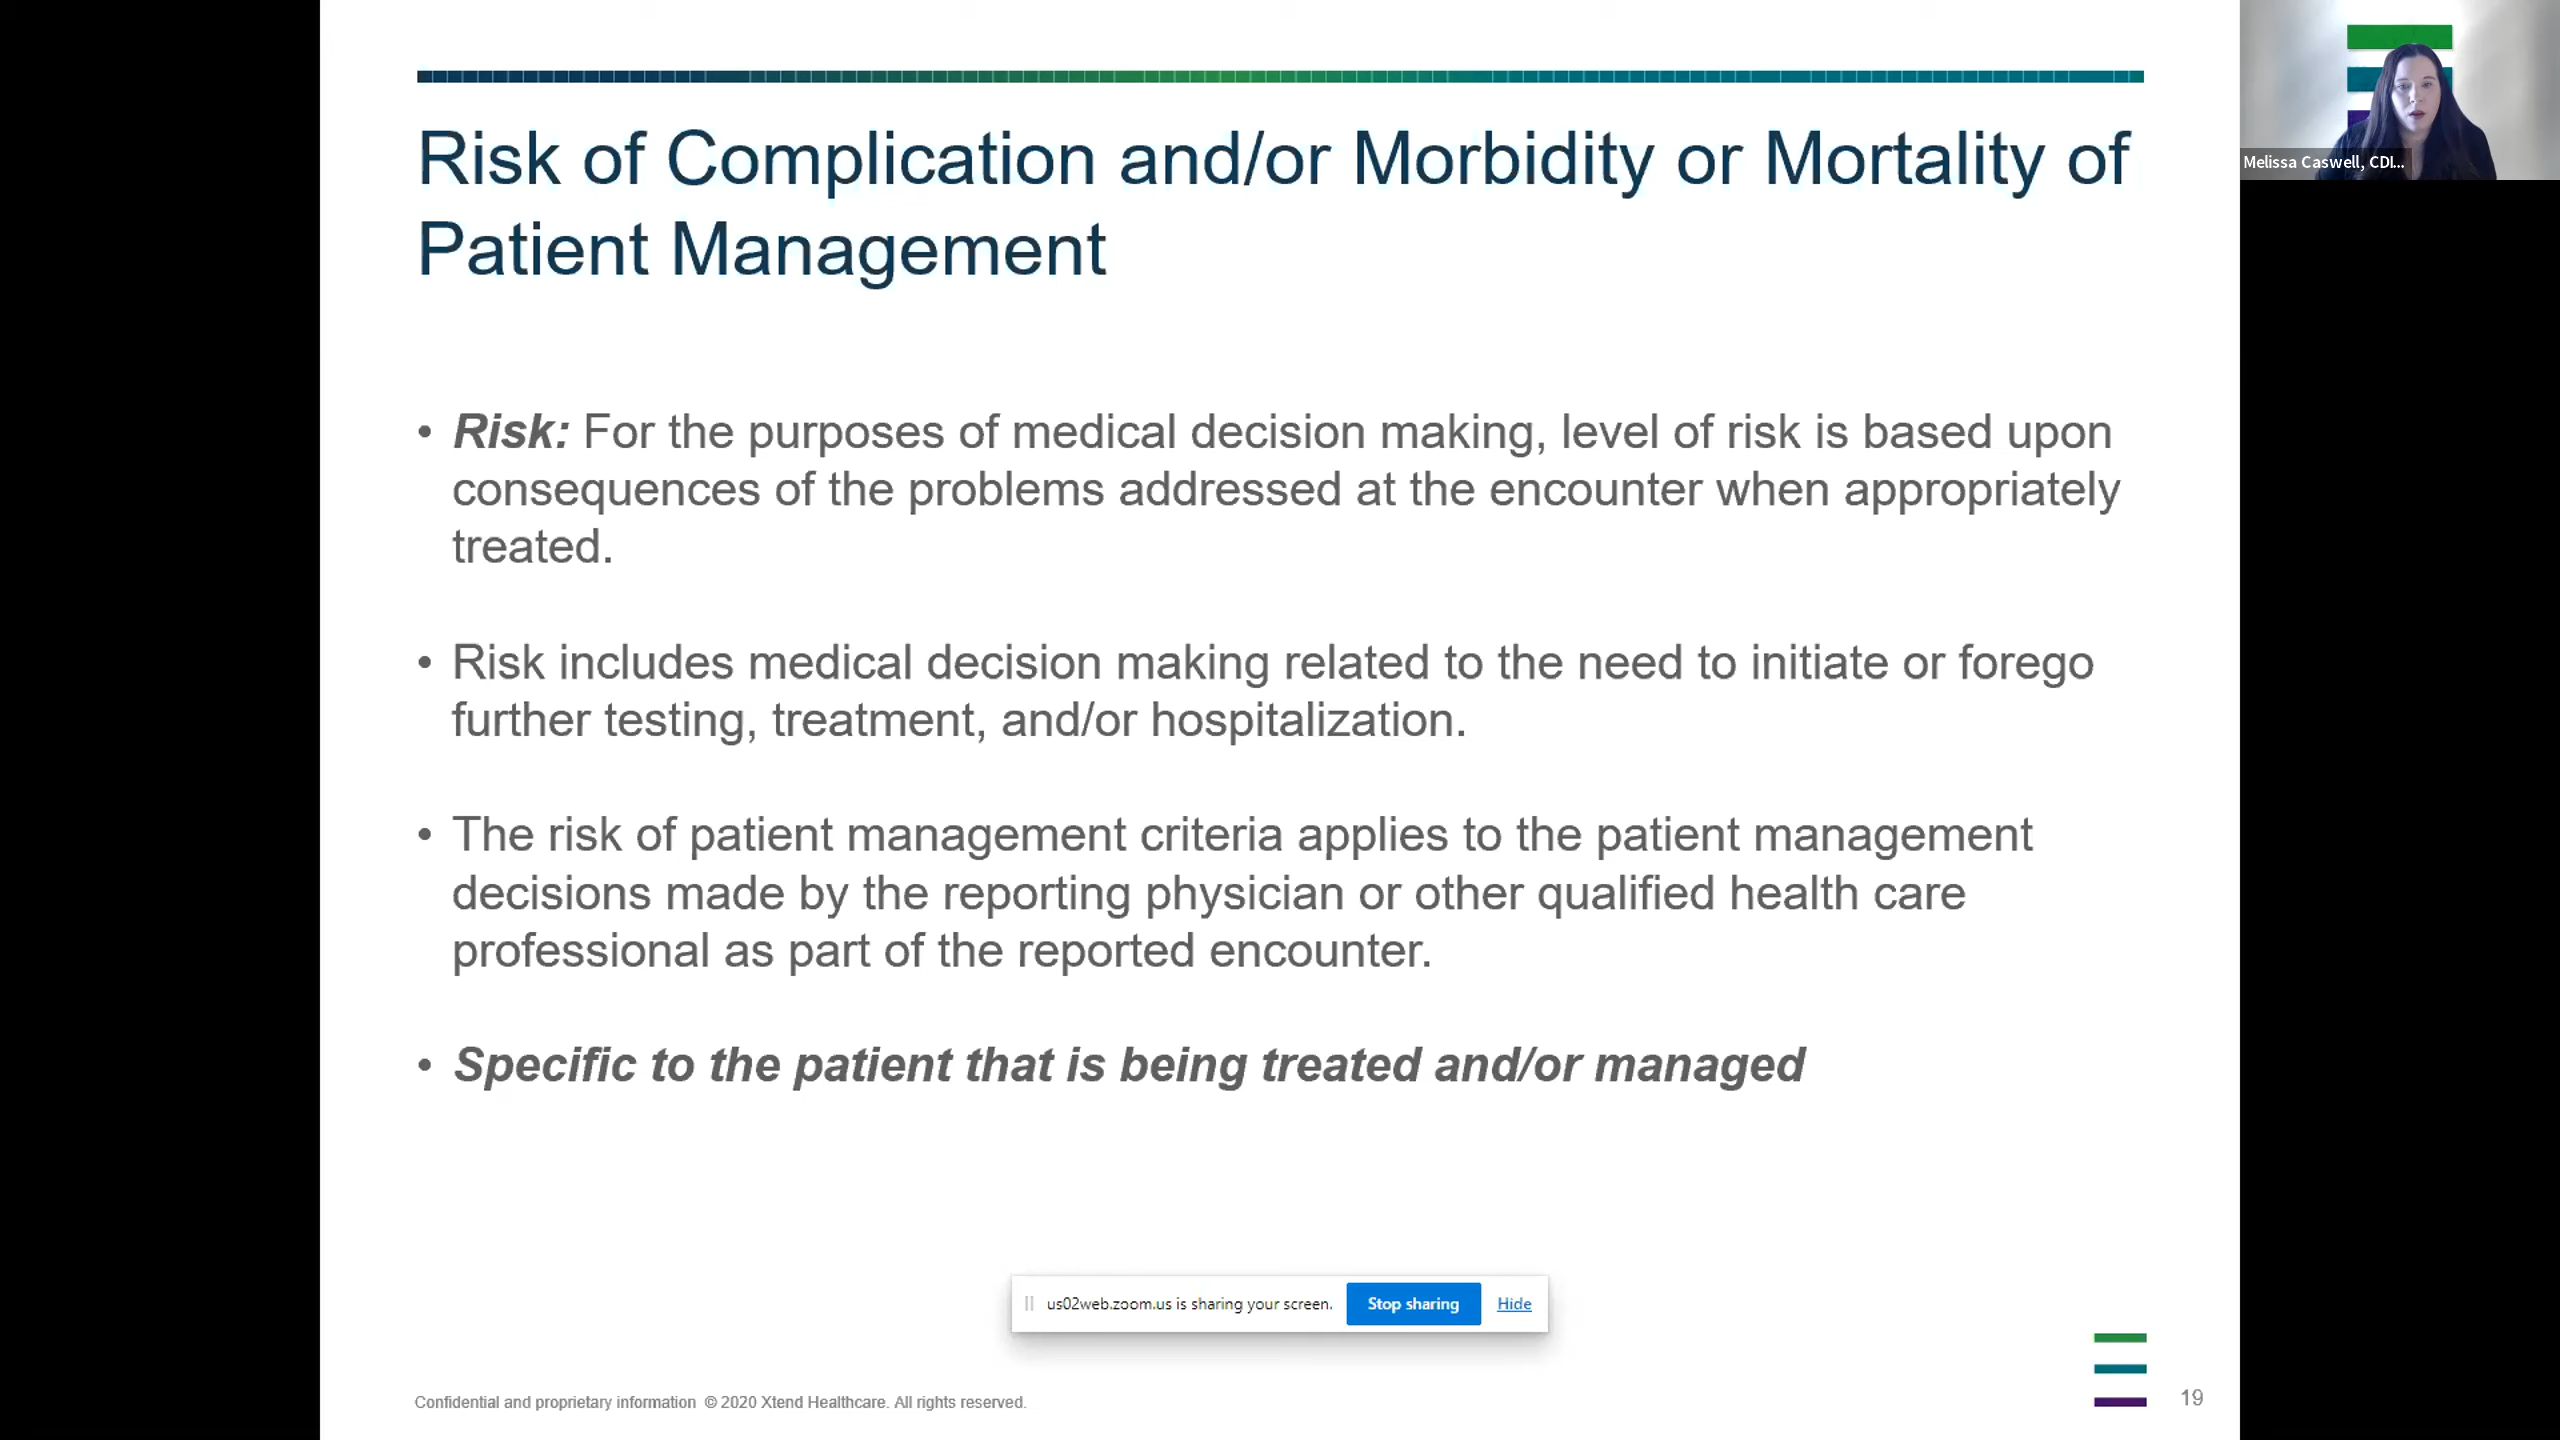 Risk of Complication and/or Morbidity or Mortality of
Patient Management
• Risk: For the purposes of medical decision making, level of risk is based upon
consequences of the problems addressed at the encounter when appropriately
treated.
• Risk includes medical decision making related to the need to initiate or forego
further testing, treatment, and/or hospitalization.
• The risk of patient management criteria applies to the patient management
decisions made by the reporting physician or other qualified health care
professional as part of the reported encounter.
• Specific to the patient that is being treated and/or managed
us02web.zoom.us is sharing your screen. Stop sharing Hide
Confidential and proprietary information © 2020 Xtend Healthcare. All rights reserved.
19
Melissa Caswell, CDI...